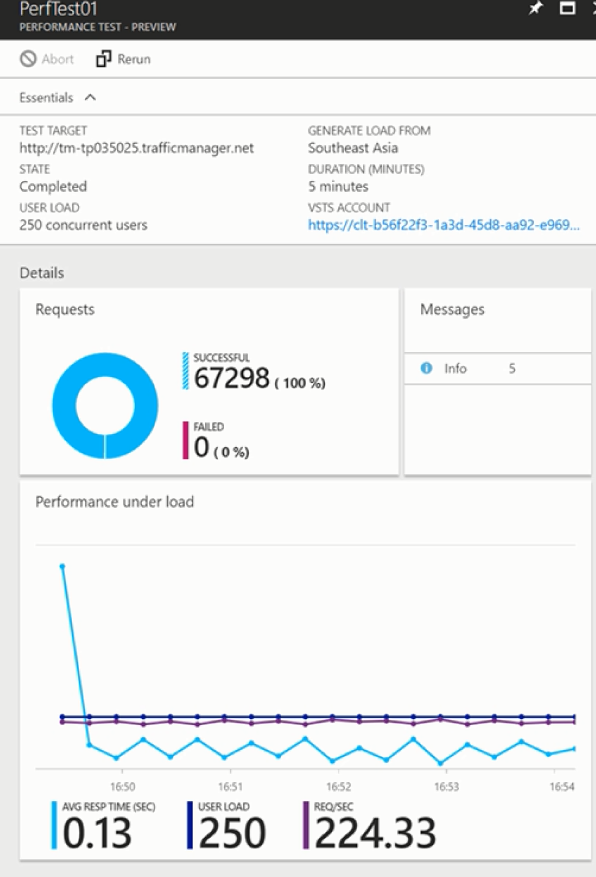 PerfTest01
PERFORMANCE TEST - PREVIEW
Abort Rerun
Essentials
TEST TARGET
http://tm-tp035025.trafficmanager.net
GENERATE LOAD FROM
Southeast Asia
STATE
Completed
DURATION (MINUTES)
5 minutes
USER LOAD
250 concurrent users
VSTS ACCOUNT
https://clt-b56f22f3-1a3d-45d8-aa92-e969...
Details
Requests
SUCCESSFUL
67298 ( 100 %)
FAILED
0 ( 0 %)
Messages
Info 5
Performance under load
16:50 16:51 16:52 16:53 16:54
AVG RESP TIME (SEC)
0.13
USER LOAD
250
REQ/SEC
224.33